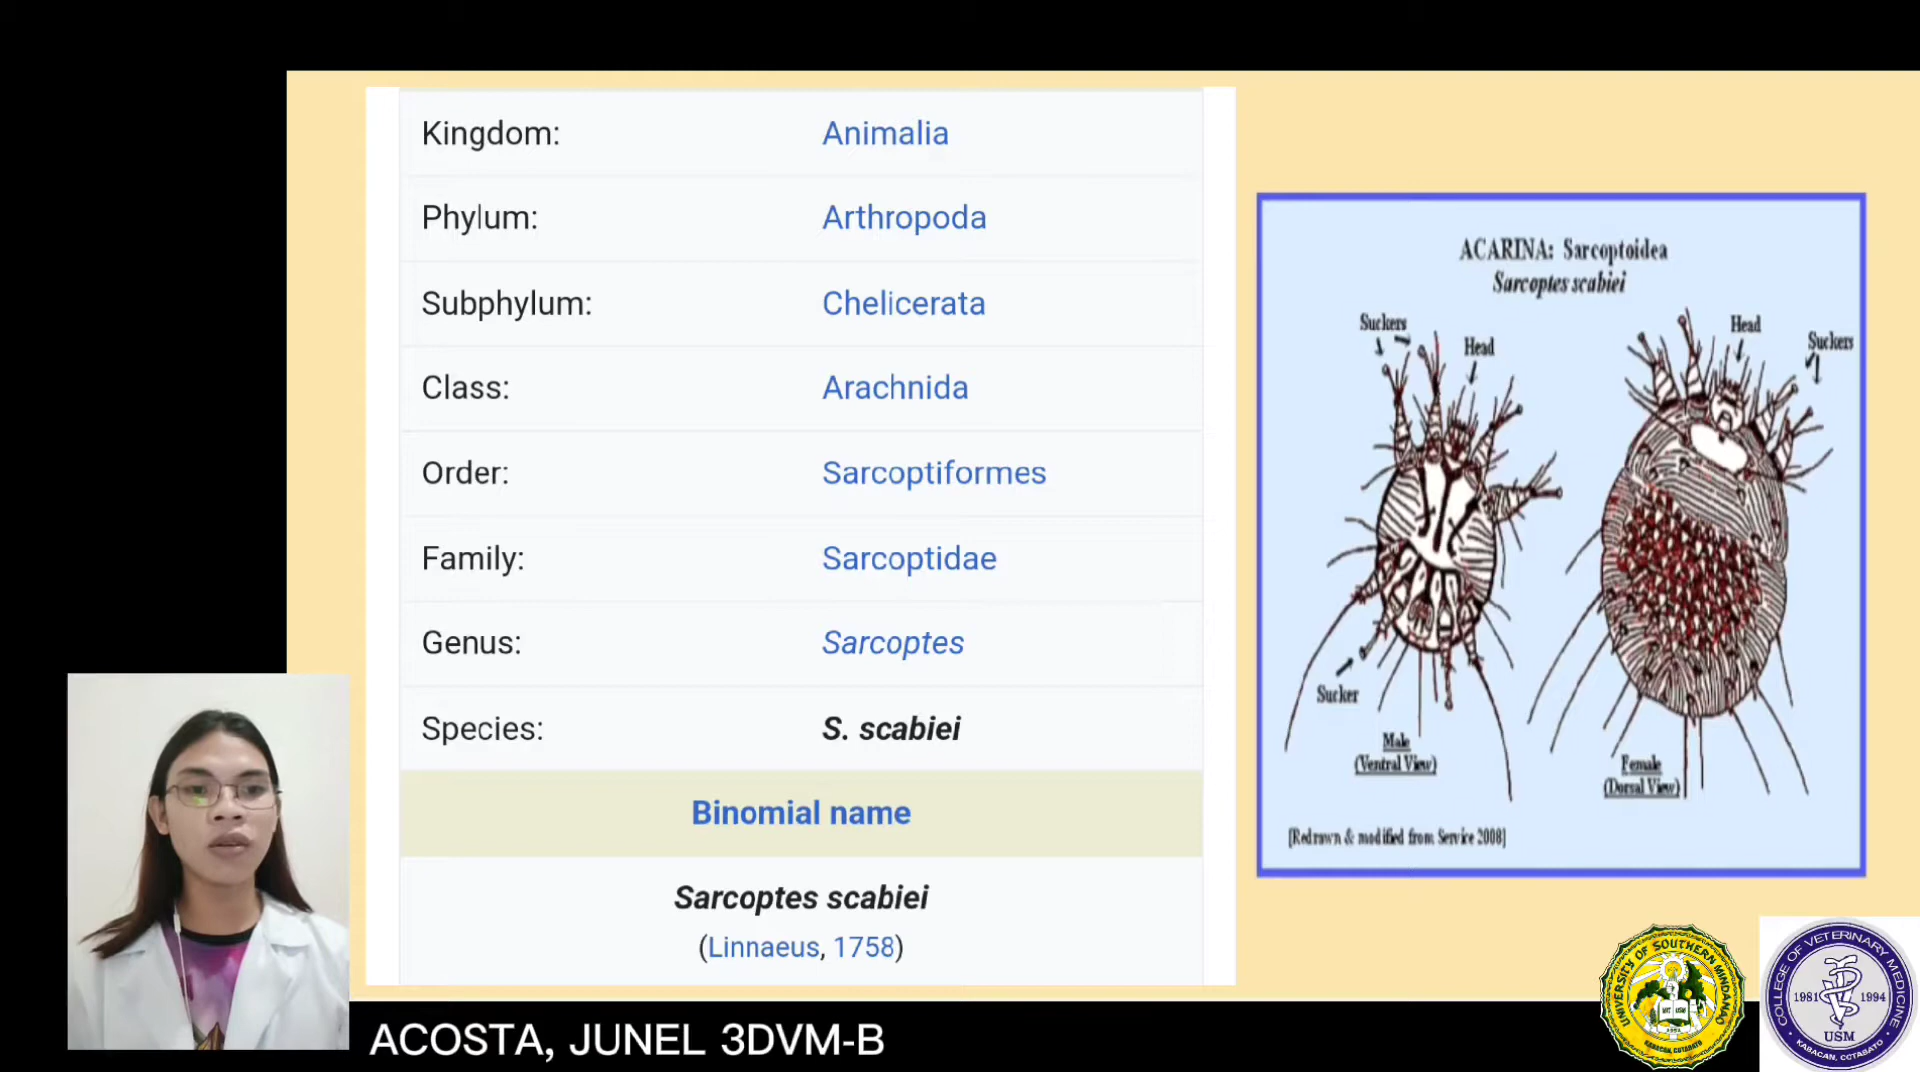 Kingdom: Animalia
Phylum: Arthropoda
Subphylum: Chelicerata
Class: Arachnida
Order: Sarcoptiformes
Family: Sarcoptidae
Genus: Sarcoptes
Species: S. scabiei
Binomial name
Sarcoptes scabiei
(Linnaeus, 1758)
ACARINA: Sarcoptoidea
Sarcoptes scabiei
Suckers
Head
Head
Suckers
Sucker
Male
(Ventral View)
Female
(Dorsal View)
[Redrawn & modified from Service 2008]
UNIVERSITY OF SOUTHERN MINDANAO
KABACAN, COTABATO
COLLEGE OF VETERINARY MEDICINE
1981 1994
USM
KABACAN, COTABATO
ACOSTA, JUNEL 3DVM-B